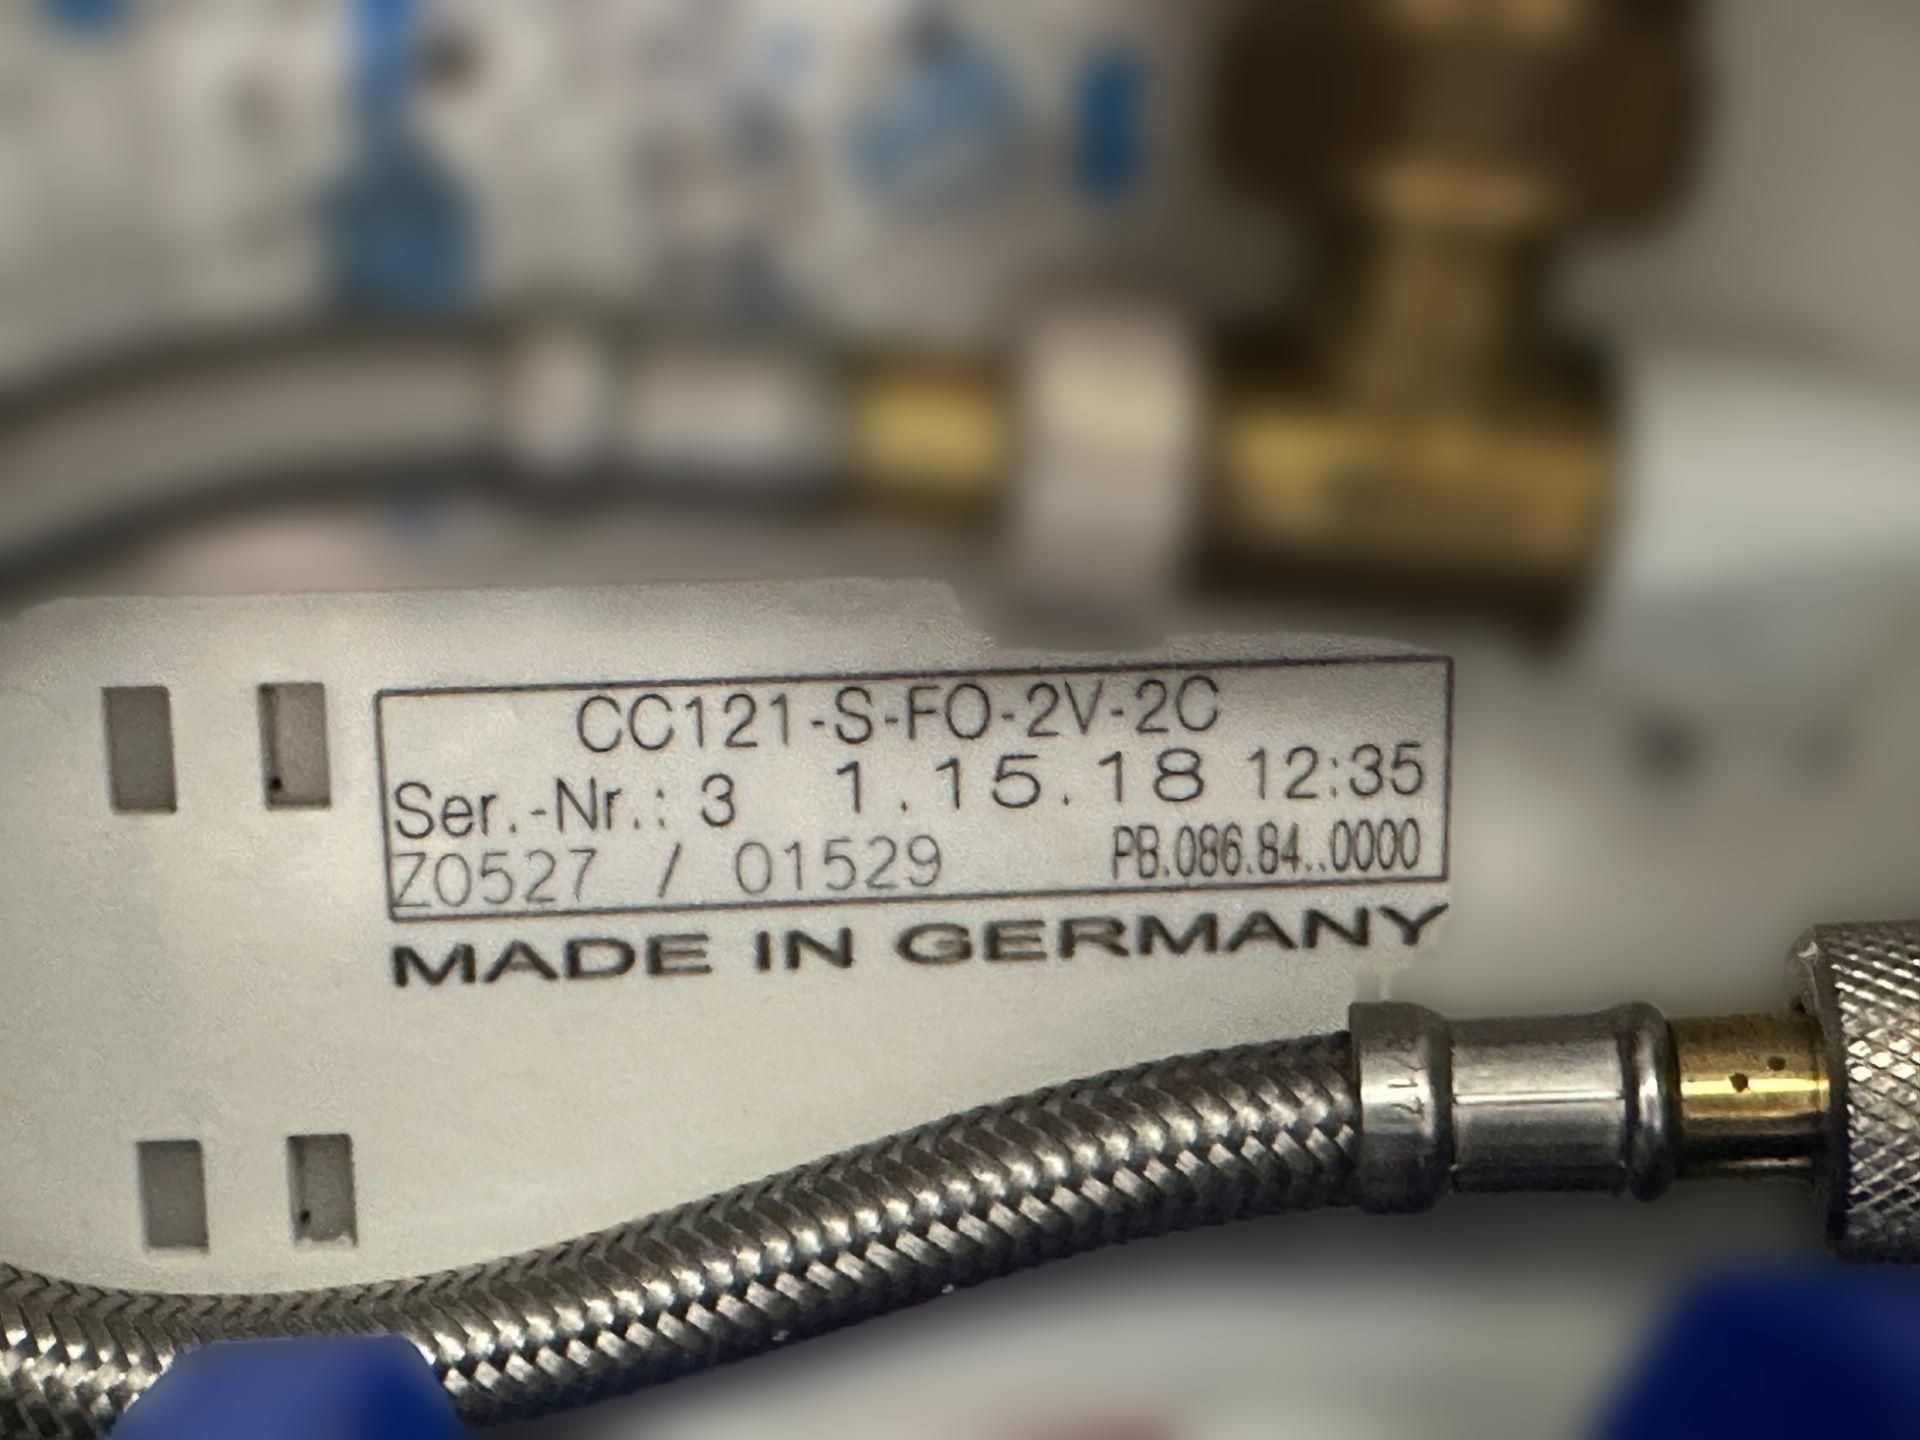 CC121-S-FO-2V-2C
Ser.-Nr.: 3 1.15.18 12:35
Z0527 / 01529 PB.086.84..0000
MADE IN GERMANY